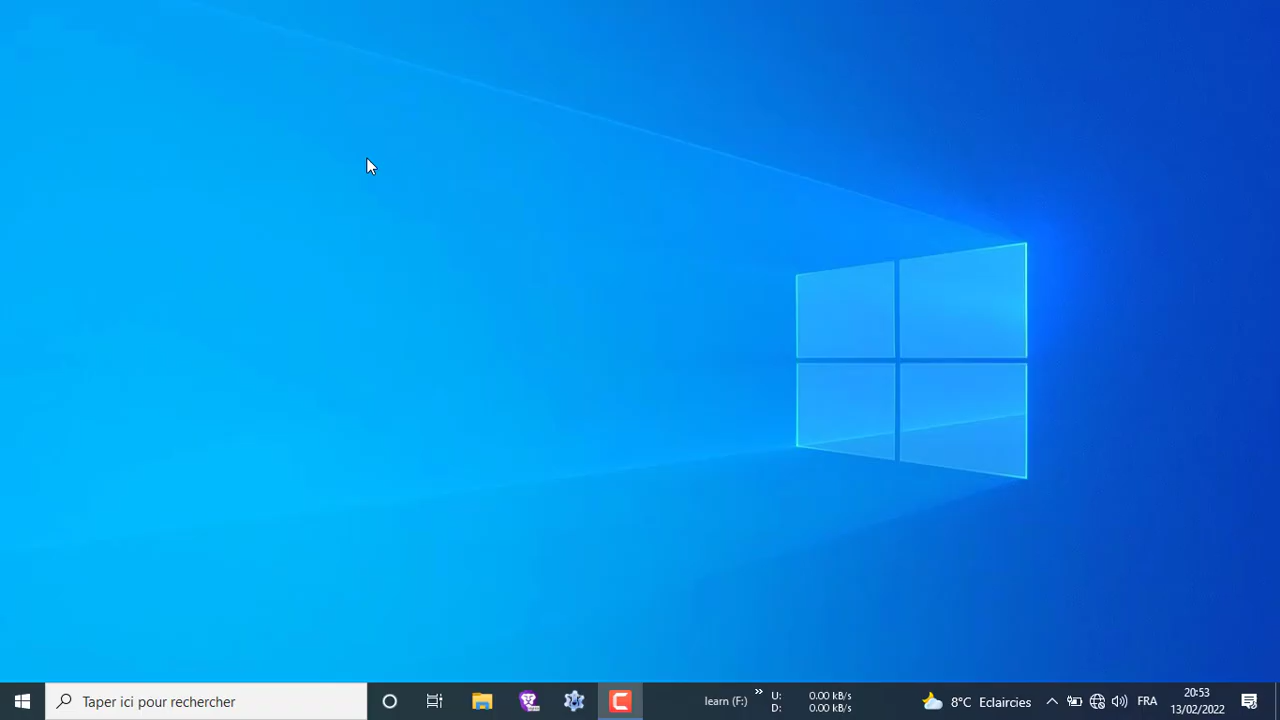 Taper ici pour rechercher
learn (F:)
U: 0.00 kB/s
D: 0.00 kB/s
8°C Eclaircies
FRA
20:53
13/02/2022